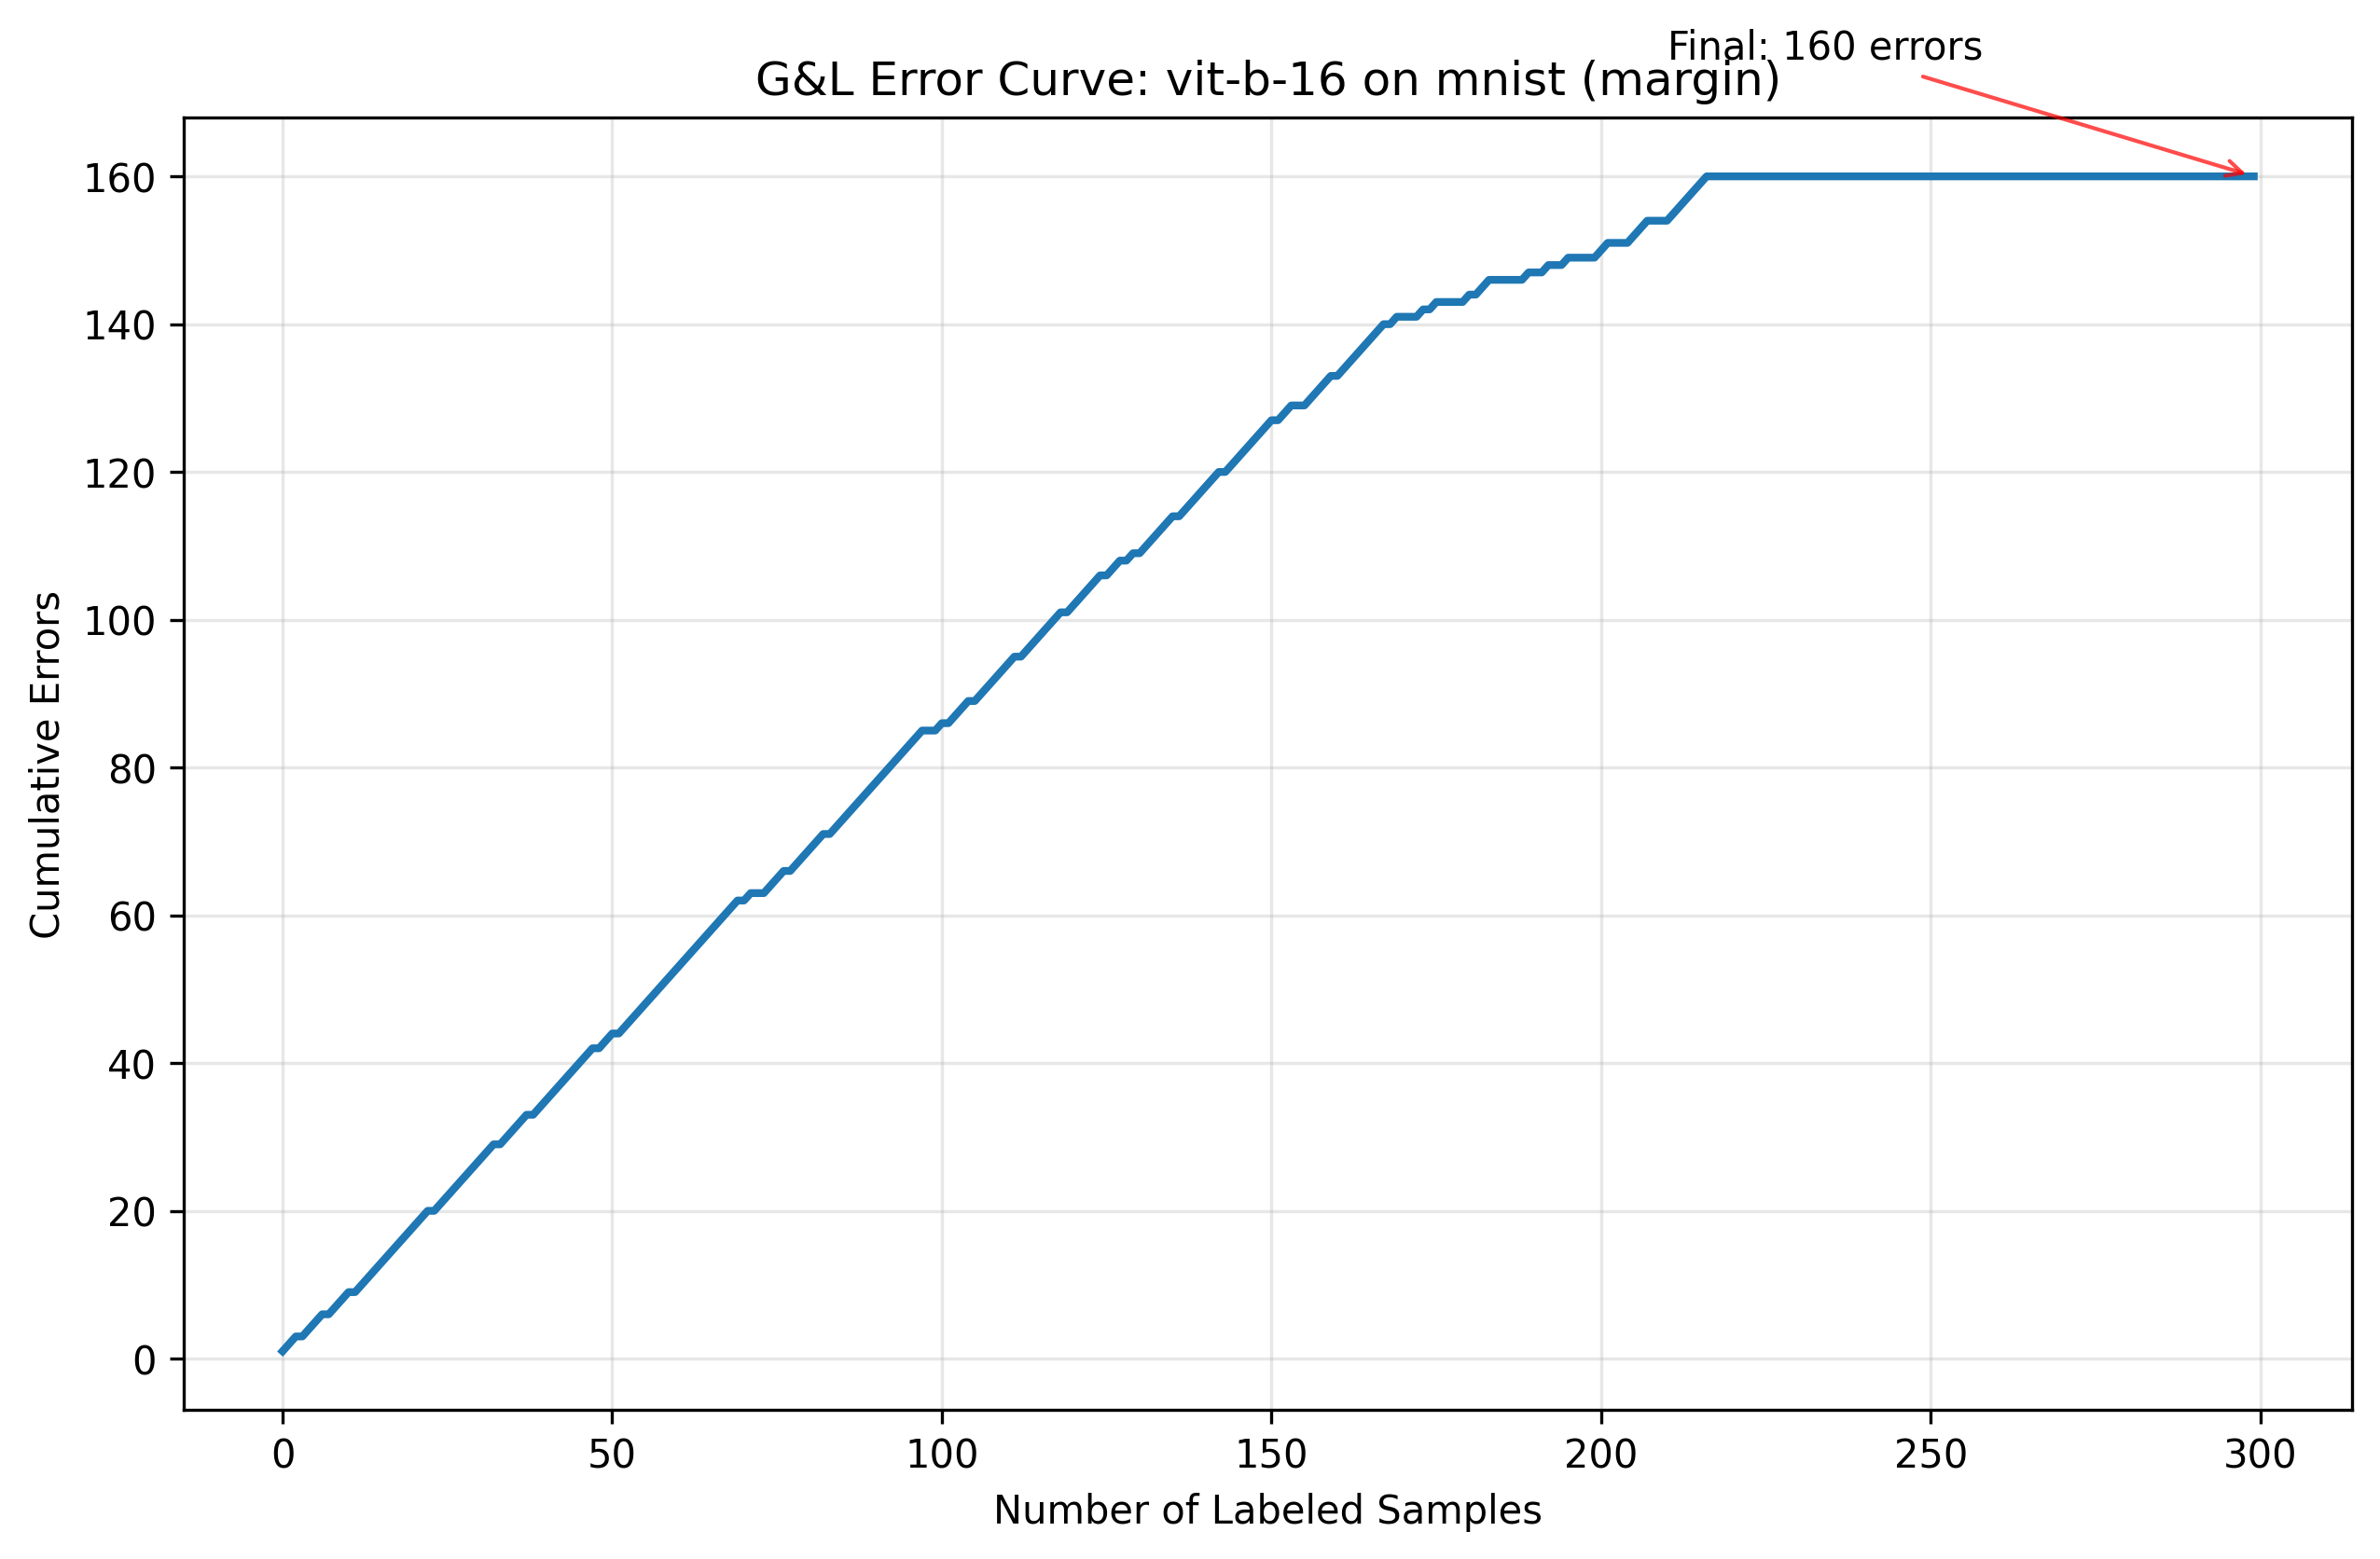 Final: 160 errors
G&L Error Curve: vit-b-16 on mnist (margin)
160
140
120
100
80
60
40
20
0
Cumulative Errors
0 50 100 150 200 250 300
Number of Labeled Samples